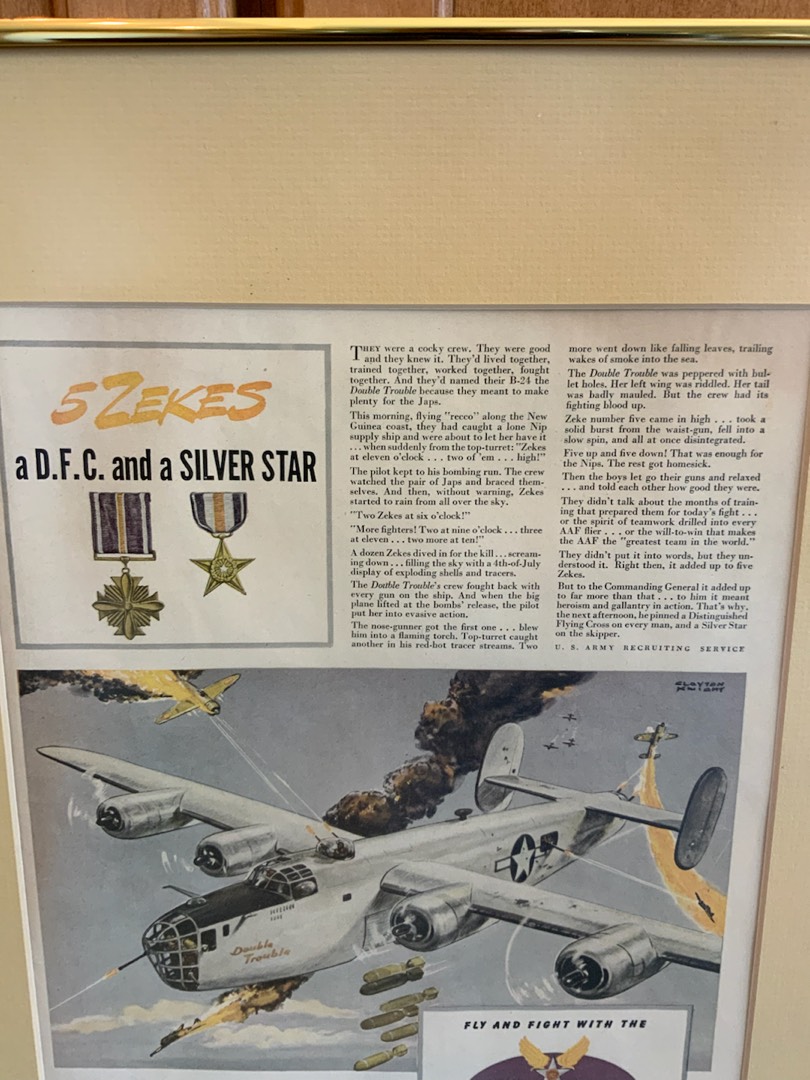 5 ZEKES
a D.F.C. and a SILVER STAR
THEY were a cocky crew. They were good
and they knew it. They'd lived together,
trained together, worked together, fought
together. And they'd named their B-24 the
Double Trouble because they meant to make
plenty for the Japs.
This morning, flying "recco" along the New
Guinea coast, they had caught a lone Nip
supply ship and were about to let her have it
... when suddenly from the top-turret: "Zekes
at eleven o'clock ... two of 'em ... high!"
The pilot kept to his bombing run. The crew
watched the pair of Japs and braced them-
selves. And then, without warning, Zekes
started to rain from all over the sky.
"Two Zekes at six o'clock!"
"More fighters! Two at nine o'clock ... three
at eleven ... two more at ten!"
A dozen Zekes dived in for the kill ... scream-
ing down ... filling the sky with a 4th-of-July
display of exploding shells and tracers.
The Double Trouble's crew fought back with
every gun on the ship. And when the big
plane lifted at the bombs' release, the pilot
put her into evasive action.
The nose-gunner got the first one ... blew
him into a flaming torch. Top-turret caught
another in his red-hot tracer streams. Two
more went down like falling leaves, trailing
wakes of smoke into the sea.
The Double Trouble was peppered with bul-
let holes. Her left wing was riddled. Her tail
was badly mauled. But the crew had its
fighting blood up.
Zeke number five came in high ... took a
solid burst from the waist-gun, fell into a
slow spin, and all at once disintegrated.
Five up and five down! That was enough for
the Nips. The rest got homesick.
Then the boys let go their guns and relaxed
... and told each other how good they were.
They didn't talk about the months of train-
ing that prepared them for today's fight ...
or the spirit of teamwork drilled into every
AAF flier ... or the will-to-win that makes
the AAF the "greatest team in the world."
They didn't put it into words, but they un-
derstood it. Right then, it added up to five
Zekes.
But to the Commanding General it added up
to far more than that ... to him it meant
heroism and gallantry in action. That's why,
the next afternoon, he pinned a Distinguished
Flying Cross on every man, and a Silver Star
on the skipper.
U. S. ARMY RECRUITING SERVICE
CLAYTON
KNIGHT
Double
Trouble
FLY AND FIGHT WITH THE